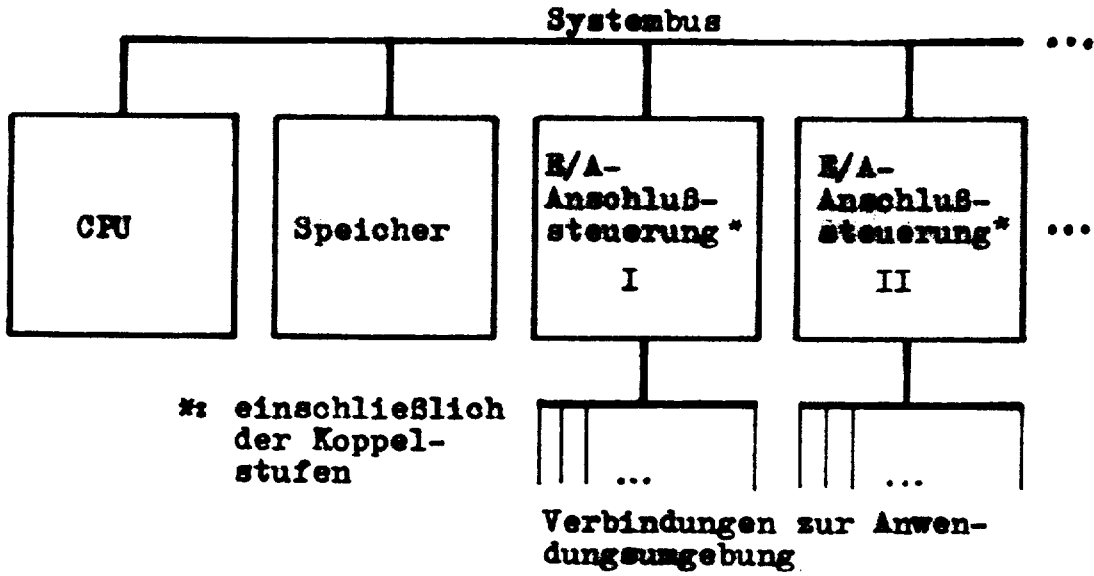 Systembus
...
CPU
Speicher
E/A-
Anschluß-
steuerung*
I
E/A-
Anschluß-
steuerung*
II
...
*: einschließlich
der Koppel-
stufen
...
...
Verbindungen zur Anwen-
dungsumgebung